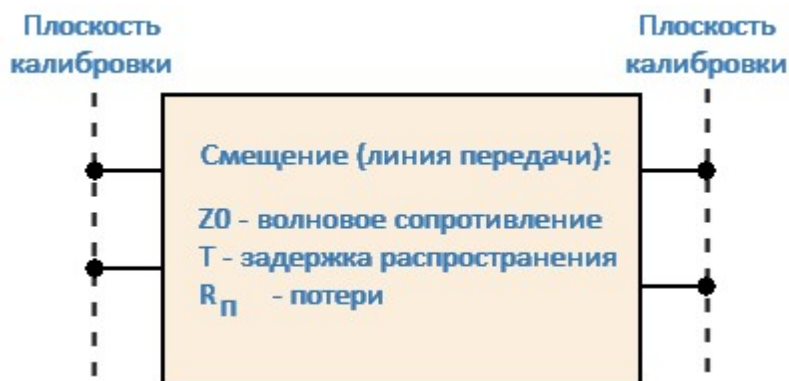 Плоскость
калибровки
Плоскость
калибровки
Смещение (линия передачи):
Z0 - волновое сопротивление
T - задержка распространения
Rп - потери